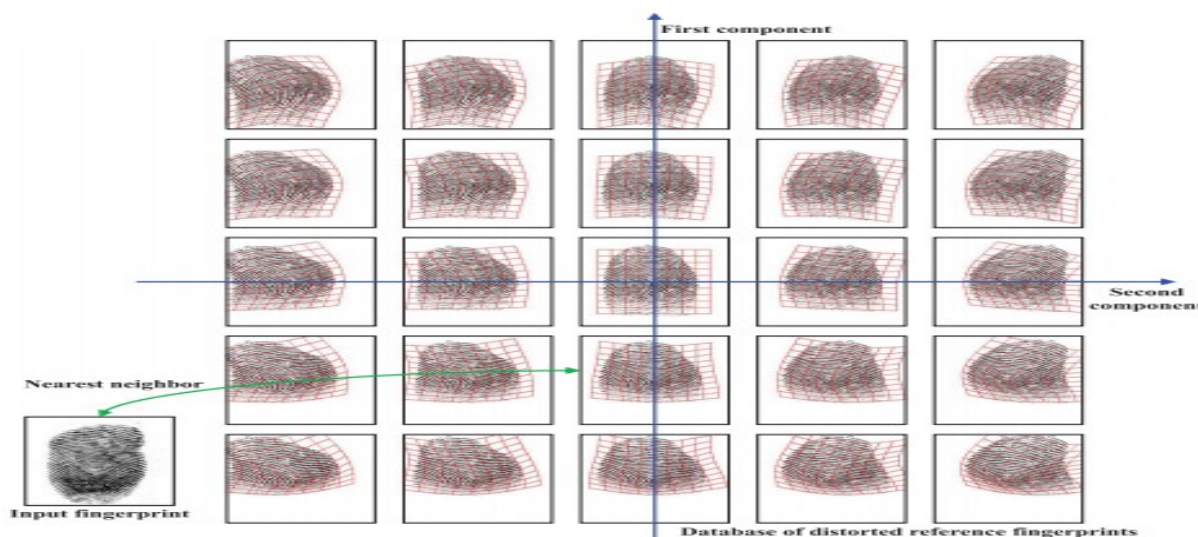 First component
Second
component
Nearest neighbor
Input fingerprint
Database of distorted reference fingerprints